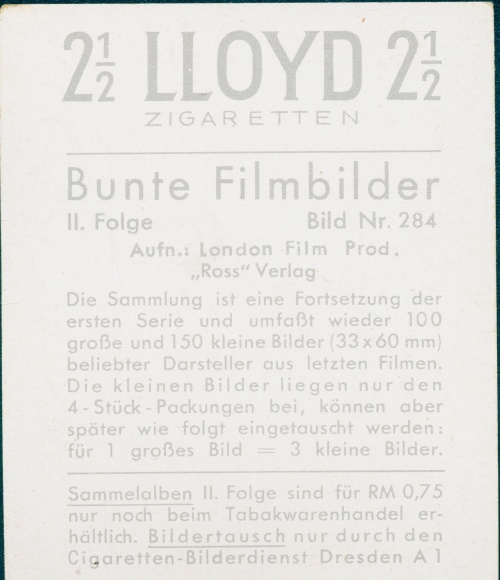 2½ LLOYD 2½
ZIGARETTEN
Bunte Filmbilder
II. Folge Bild Nr. 284
Aufn.: London Film Prod.
„Ross“ Verlag
Die Sammlung ist eine Fortsetzung der
ersten Serie und umfaßt wieder 100
große und 150 kleine Bilder (33x60 mm)
beliebter Darsteller aus letzten Filmen.
Die kleinen Bilder liegen nur den
4-Stück-Packungen bei, können aber
später wie folgt eingetauscht werden:
für 1 großes Bild = 3 kleine Bilder.
Sammelalben II. Folge sind für RM 0,75
nur noch beim Tabakwarenhandel er-
hältlich. Bildertausch nur durch den
Cigaretten-Bilderdienst Dresden A 1